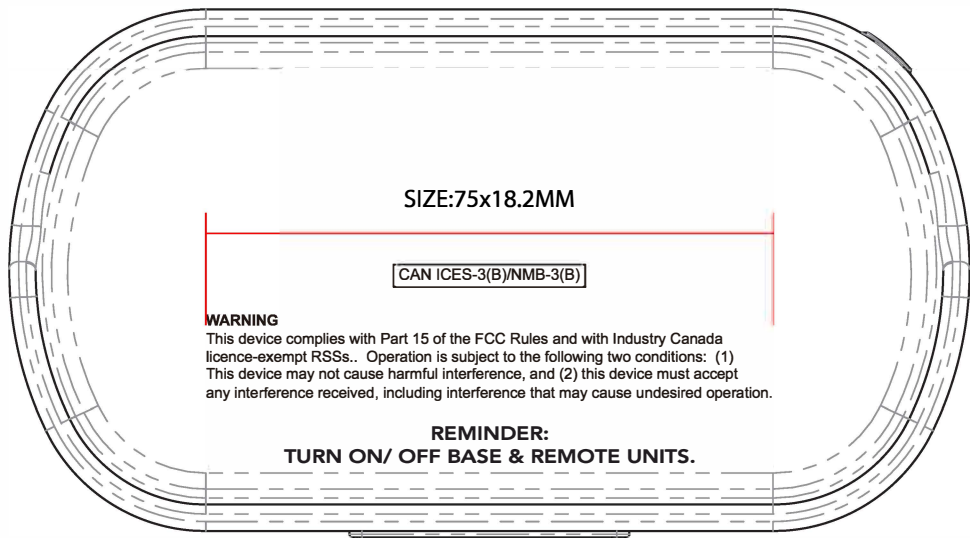 SIZE:75x18.2MM
CAN ICES-3(B)/NMB-3(B)
WARNING
This device complies with Part 15 of the FCC Rules and with Industry Canada
licence-exempt RSSs.. Operation is subject to the following two conditions: (1)
This device may not cause harmful interference, and (2) this device must accept
any interference received, including interference that may cause undesired operation.
REMINDER:
TURN ON/ OFF BASE & REMOTE UNITS.